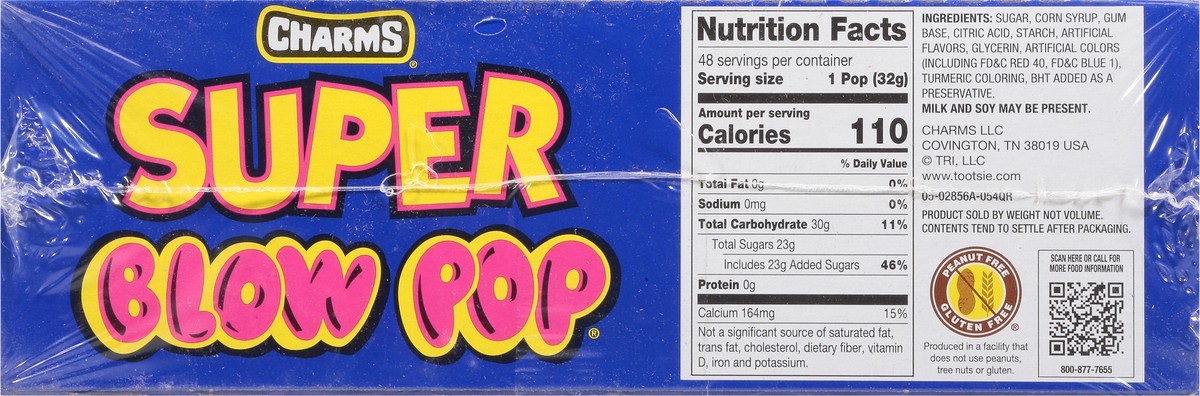 CHARMS®
SUPER
BLOW POP®
Nutrition Facts
48 servings per container
Serving size 1 Pop (32g)
Amount per serving
Calories 110
% Daily Value
Total Fat 0g 0%
Sodium 0mg 0%
Total Carbohydrate 30g 11%
Total Sugars 23g
Includes 23g Added Sugars 46%
Protein 0g
Calcium 164mg 15%
Not a significant source of saturated fat,
trans fat, cholesterol, dietary fiber, vitamin
D, iron and potassium.
INGREDIENTS: SUGAR, CORN SYRUP, GUM
BASE, CITRIC ACID, STARCH, ARTIFICIAL
FLAVORS, GLYCERIN, ARTIFICIAL COLORS
(INCLUDING FD&C RED 40, FD&C BLUE 1),
TURMERIC COLORING, BHT ADDED AS A
PRESERVATIVE.
MILK AND SOY MAY BE PRESENT.
CHARMS LLC
COVINGTON, TN 38019 USA
© TRI, LLC
www.tootsie.com
05-02856A-054QR
PRODUCT SOLD BY WEIGHT NOT VOLUME.
CONTENTS TEND TO SETTLE AFTER PACKAGING.
PEANUT FREE
GLUTEN FREE®
Produced in a facility that
does not use peanuts,
tree nuts or gluten.
SCAN HERE OR CALL FOR
MORE FOOD INFORMATION
800-877-7655